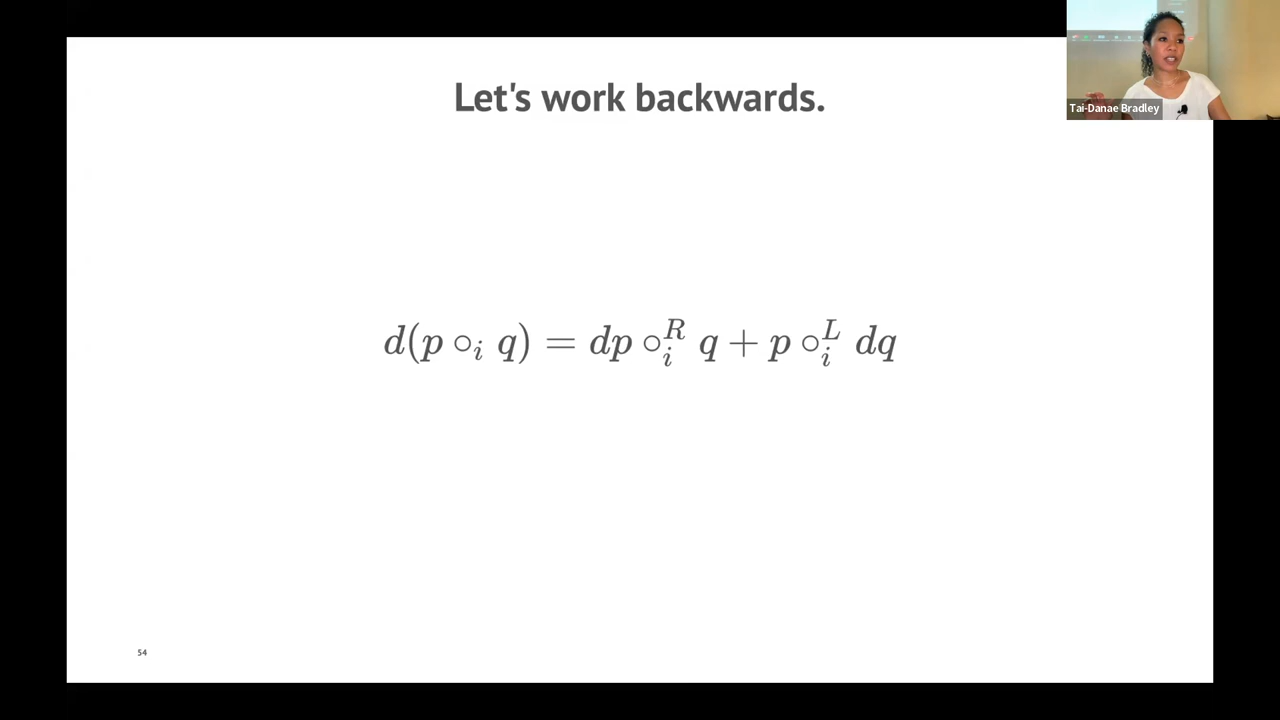 Let's work backwards.
Tai-Danae Bradley
d(p ∘ᵢ q) = dp ∘ᵢᴿ q + p ∘ᵢᴸ dq
54